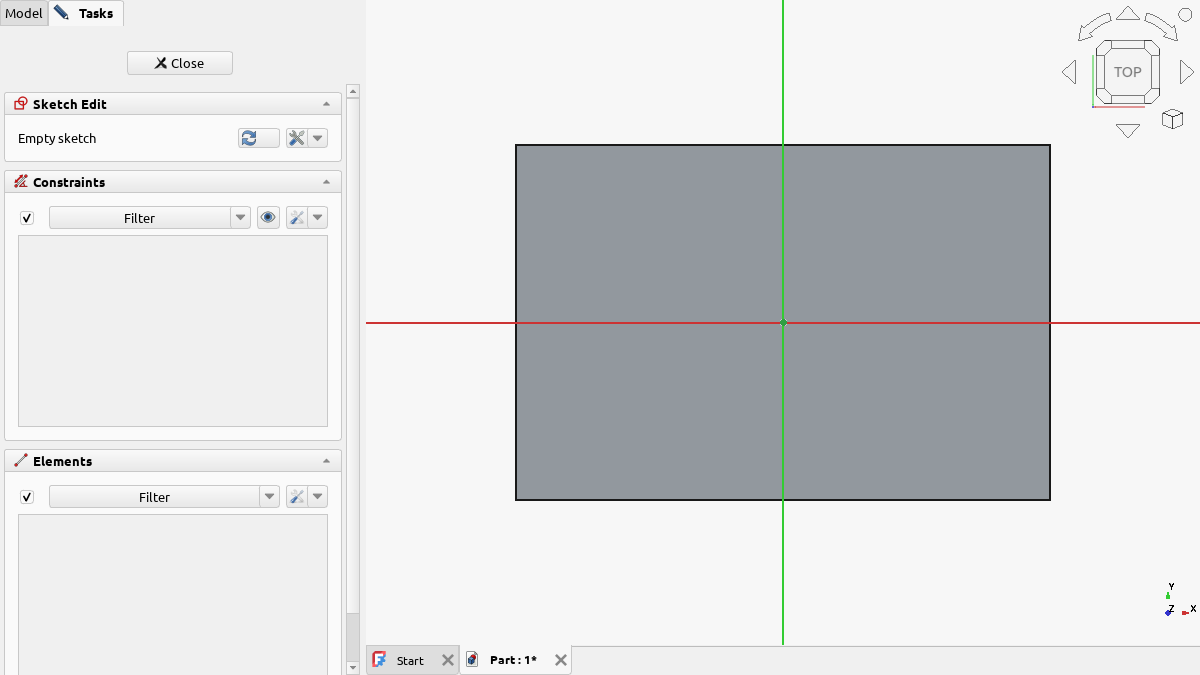 Model Tasks
Close
Sketch Edit
Empty sketch
Constraints
Filter
Elements
Filter
TOP
Y
Z X
Start
Part : 1*